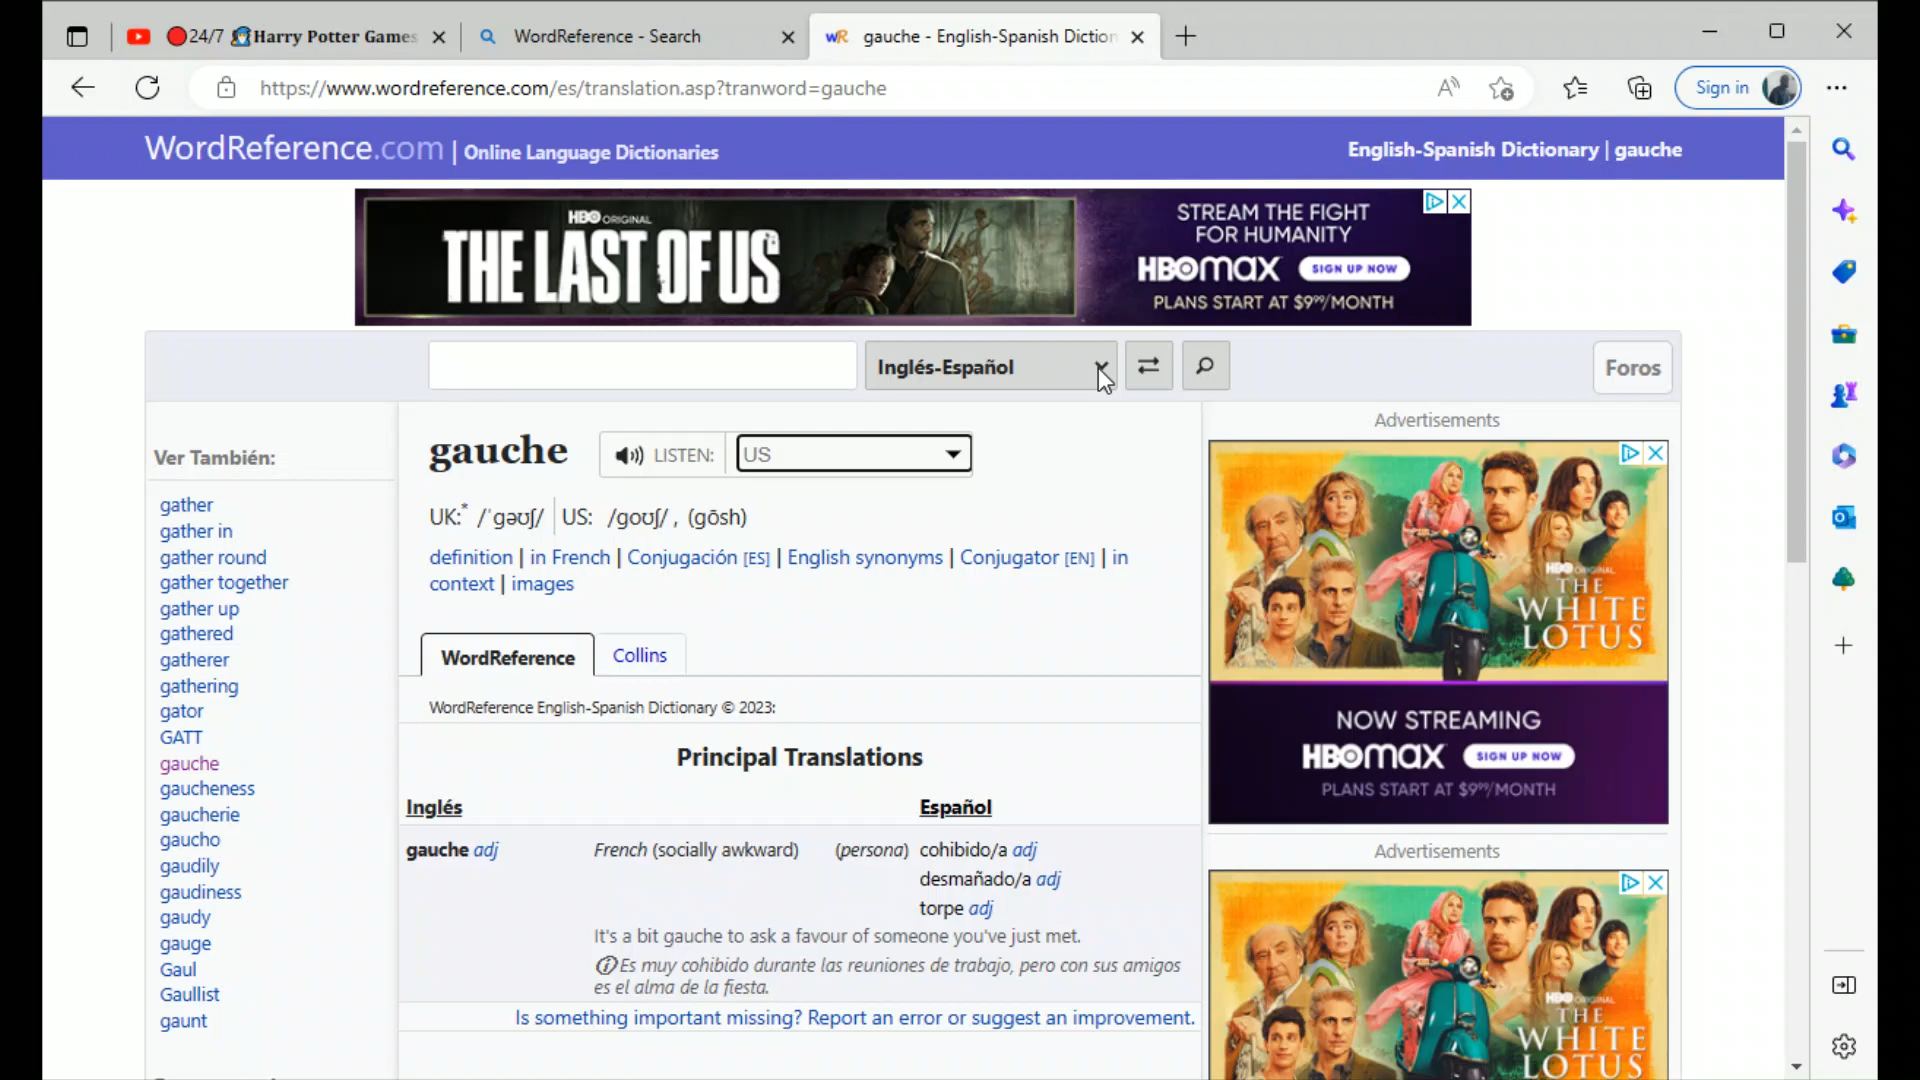 24/7 Harry Potter Games
WordReference - Search
wR gauche - English-Spanish Diction
https://www.wordreference.com/es/translation.asp?tranword=gauche
Sign in
WordReference.com | Online Language Dictionaries
English-Spanish Dictionary | gauche
HBO ORIGINAL
THE LAST OF US
STREAM THE FIGHT
FOR HUMANITY
HBOMAX SIGN UP NOW
PLANS START AT $9⁹⁹/MONTH
Inglés-Español
Foros
Ver También:
gather
gather in
gather round
gather together
gather up
gathered
gatherer
gathering
gator
GATT
gauche
gaucheness
gaucherie
gaucho
gaudily
gaudiness
gaudy
gauge
Gaul
Gaullist
gaunt
gauche
LISTEN:
US
UK:* /ˈgəʊʃ/ US: /goʊʃ/ , (gōsh)
definition | in French | Conjugación [ES] | English synonyms | Conjugator [EN] | in
context | images
WordReference
Collins
WordReference English-Spanish Dictionary © 2023:
Principal Translations
Inglés Español
gauche adj French (socially awkward) (persona) cohibido/a adj
desmañado/a adj
torpe adj
It's a bit gauche to ask a favour of someone you've just met.
Es muy cohibido durante las reuniones de trabajo, pero con sus amigos
es el alma de la fiesta.
Is something important missing? Report an error or suggest an improvement.
Advertisements
HBO ORIGINAL
THE
WHITE
LOTUS
NOW STREAMING
HBOMAX SIGN UP NOW
PLANS START AT $9⁹⁹/MONTH
Advertisements
HBO ORIGINAL
THE
WHITE
LOTUS